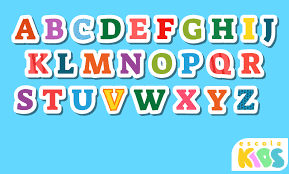 ABCDEFGHIJ
KLMNOPQR
STUVWXYZ
escola
KIDS